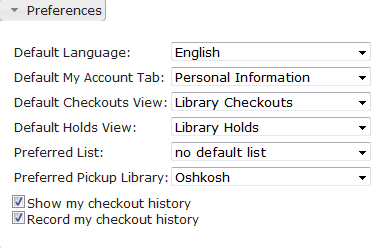 Preferences
Default Language: English
Default My Account Tab: Personal Information
Default Checkouts View: Library Checkouts
Default Holds View: Library Holds
Preferred List: no default list
Preferred Pickup Library: Oshkosh
Show my checkout history
Record my checkout history